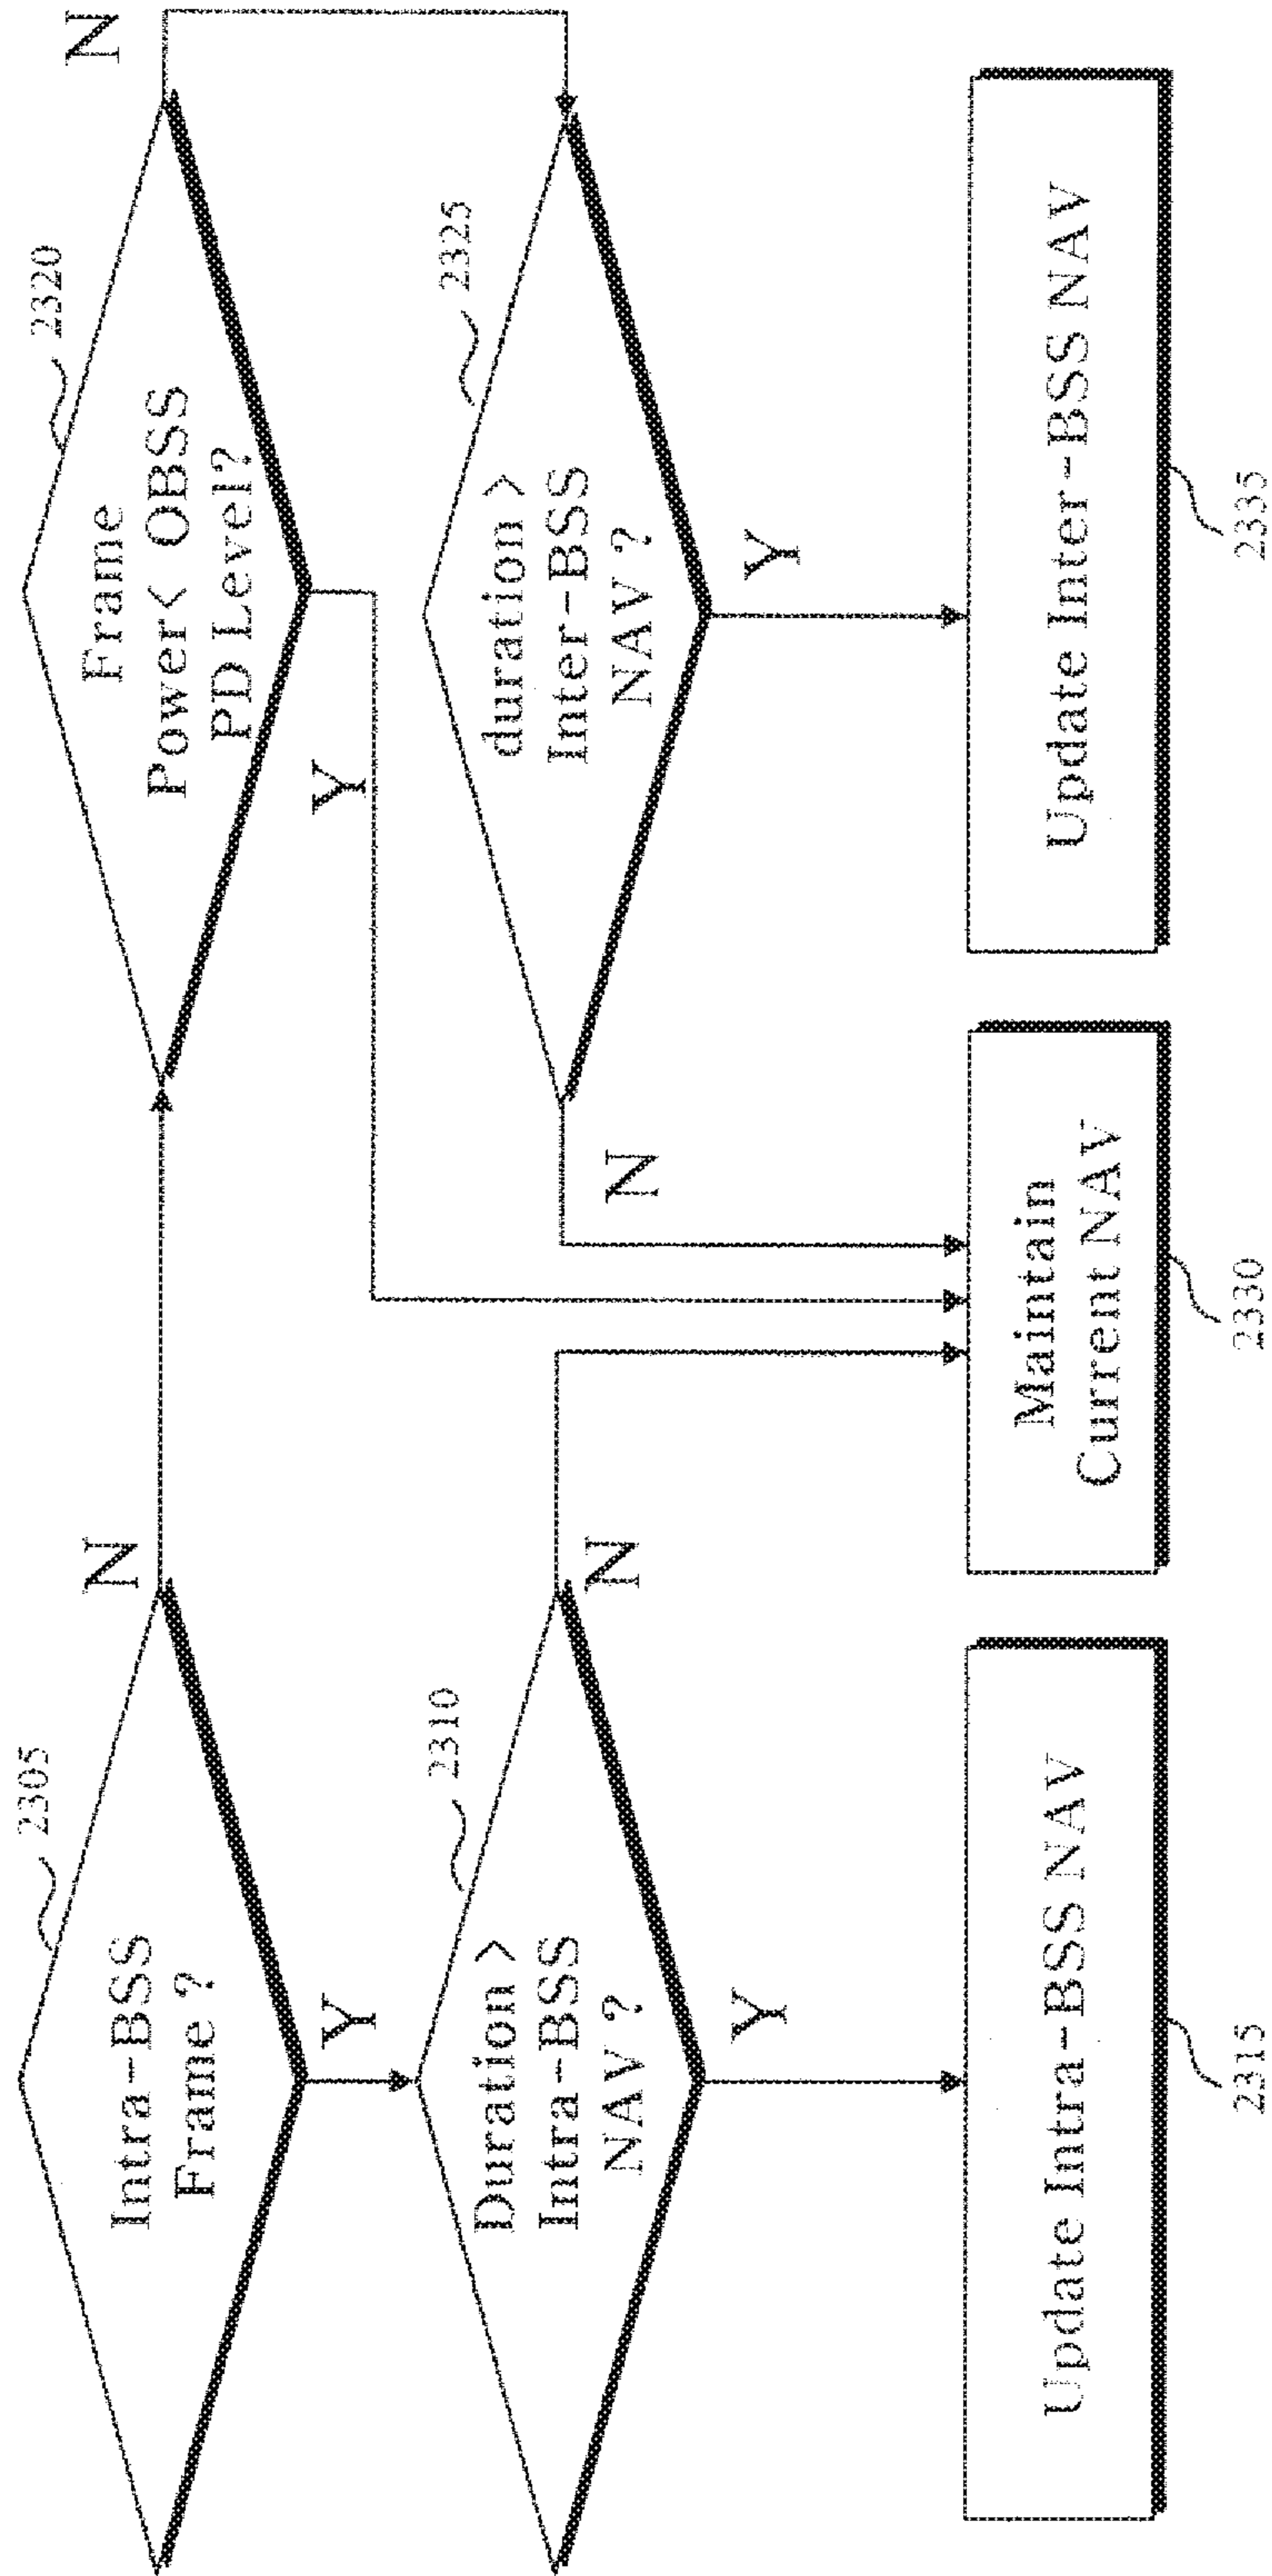 2305
Intra-BSS
Frame ?
N
Y
2310
Duration >
Intra-BSS
NAV ?
N
Y
Update Intra-BSS NAV
2315
2320
Frame
Power< OBSS
PD Level?
N
Y
2325
duration >
Inter-BSS
NAV ?
N
Y
Maintain
Current NAV
2330
Update Inter-BSS NAV
2335